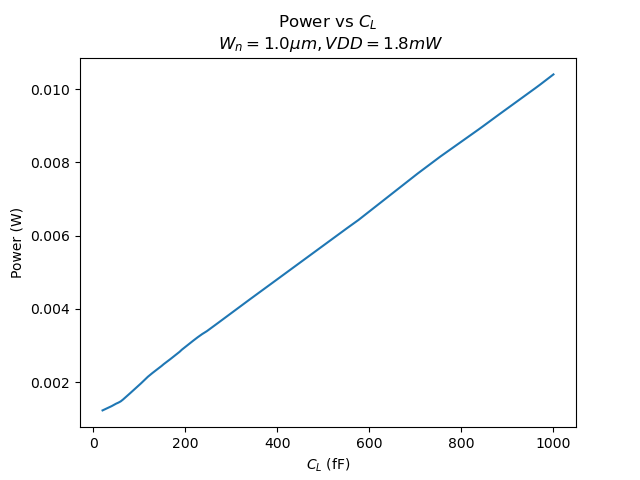 Power vs $C_L$
$W_n = 1.0\mu m, VDD = 1.8mW$
0.010
0.008
0.006
0.004
0.002
Power (W)
0 200 400 600 800 1000
$C_L$ (fF)